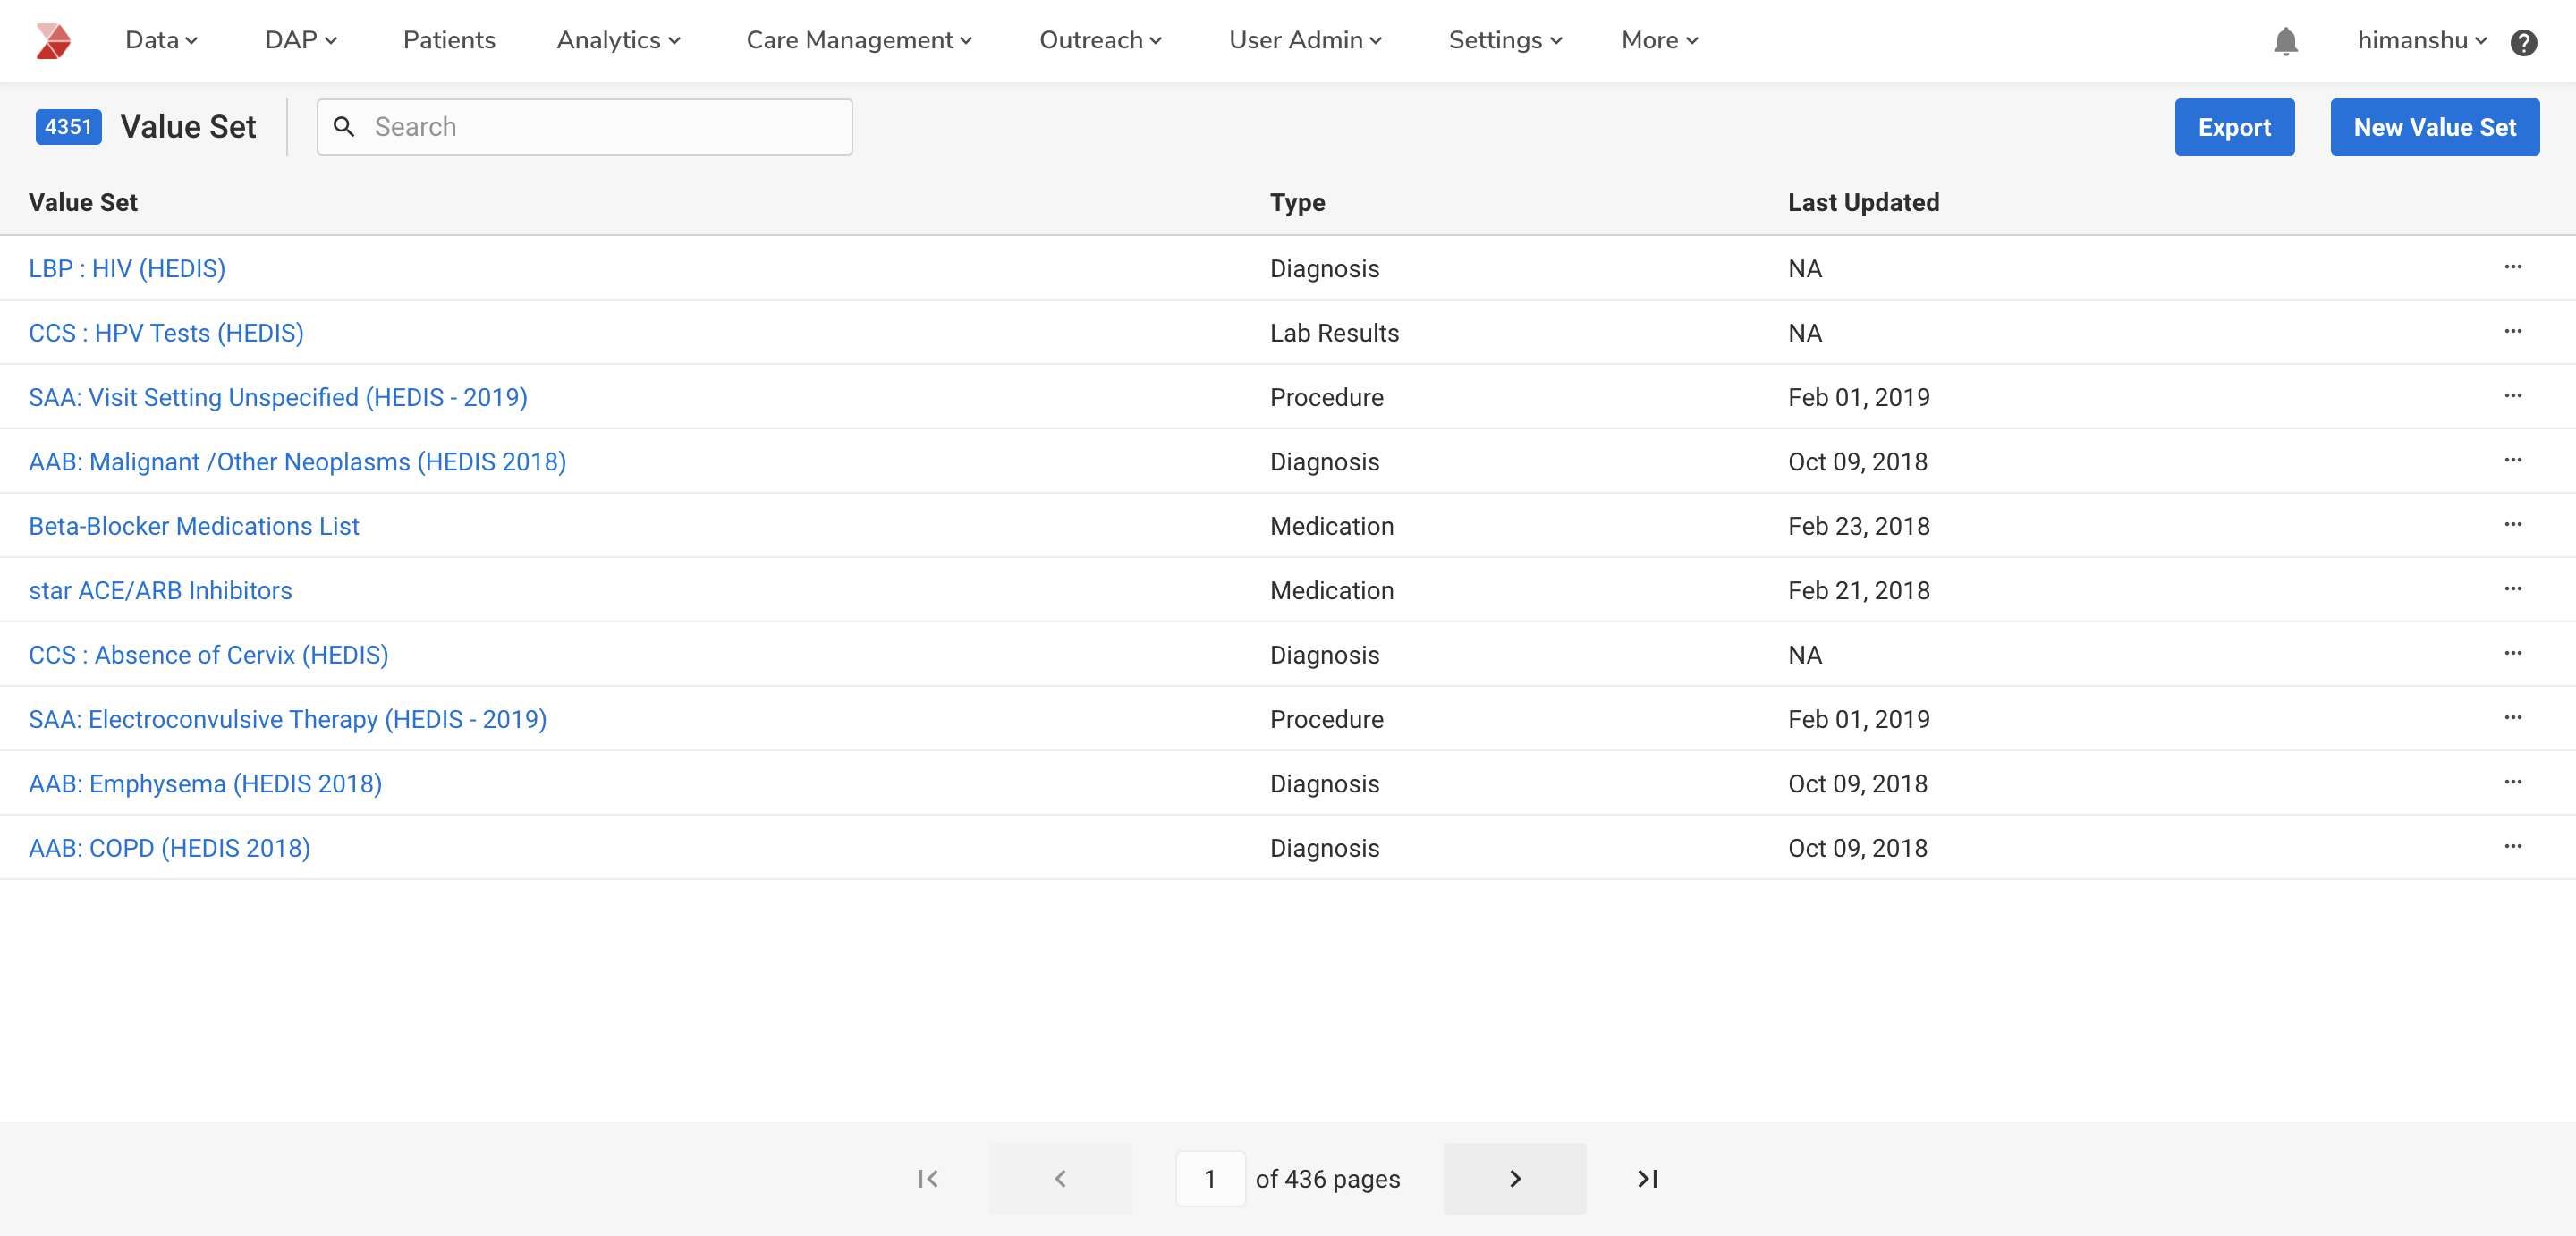 Data DAP Patients Analytics Care Management Outreach User Admin Settings More himanshu ?
4351 Value Set Search Export New Value Set
Value Set Type Last Updated
LBP : HIV (HEDIS) Diagnosis NA ...
CCS : HPV Tests (HEDIS) Lab Results NA ...
SAA: Visit Setting Unspecified (HEDIS - 2019) Procedure Feb 01, 2019 ...
AAB: Malignant /Other Neoplasms (HEDIS 2018) Diagnosis Oct 09, 2018 ...
Beta-Blocker Medications List Medication Feb 23, 2018 ...
star ACE/ARB Inhibitors Medication Feb 21, 2018 ...
CCS : Absence of Cervix (HEDIS) Diagnosis NA ...
SAA: Electroconvulsive Therapy (HEDIS - 2019) Procedure Feb 01, 2019 ...
AAB: Emphysema (HEDIS 2018) Diagnosis Oct 09, 2018 ...
AAB: COPD (HEDIS 2018) Diagnosis Oct 09, 2018 ...
1 of 436 pages